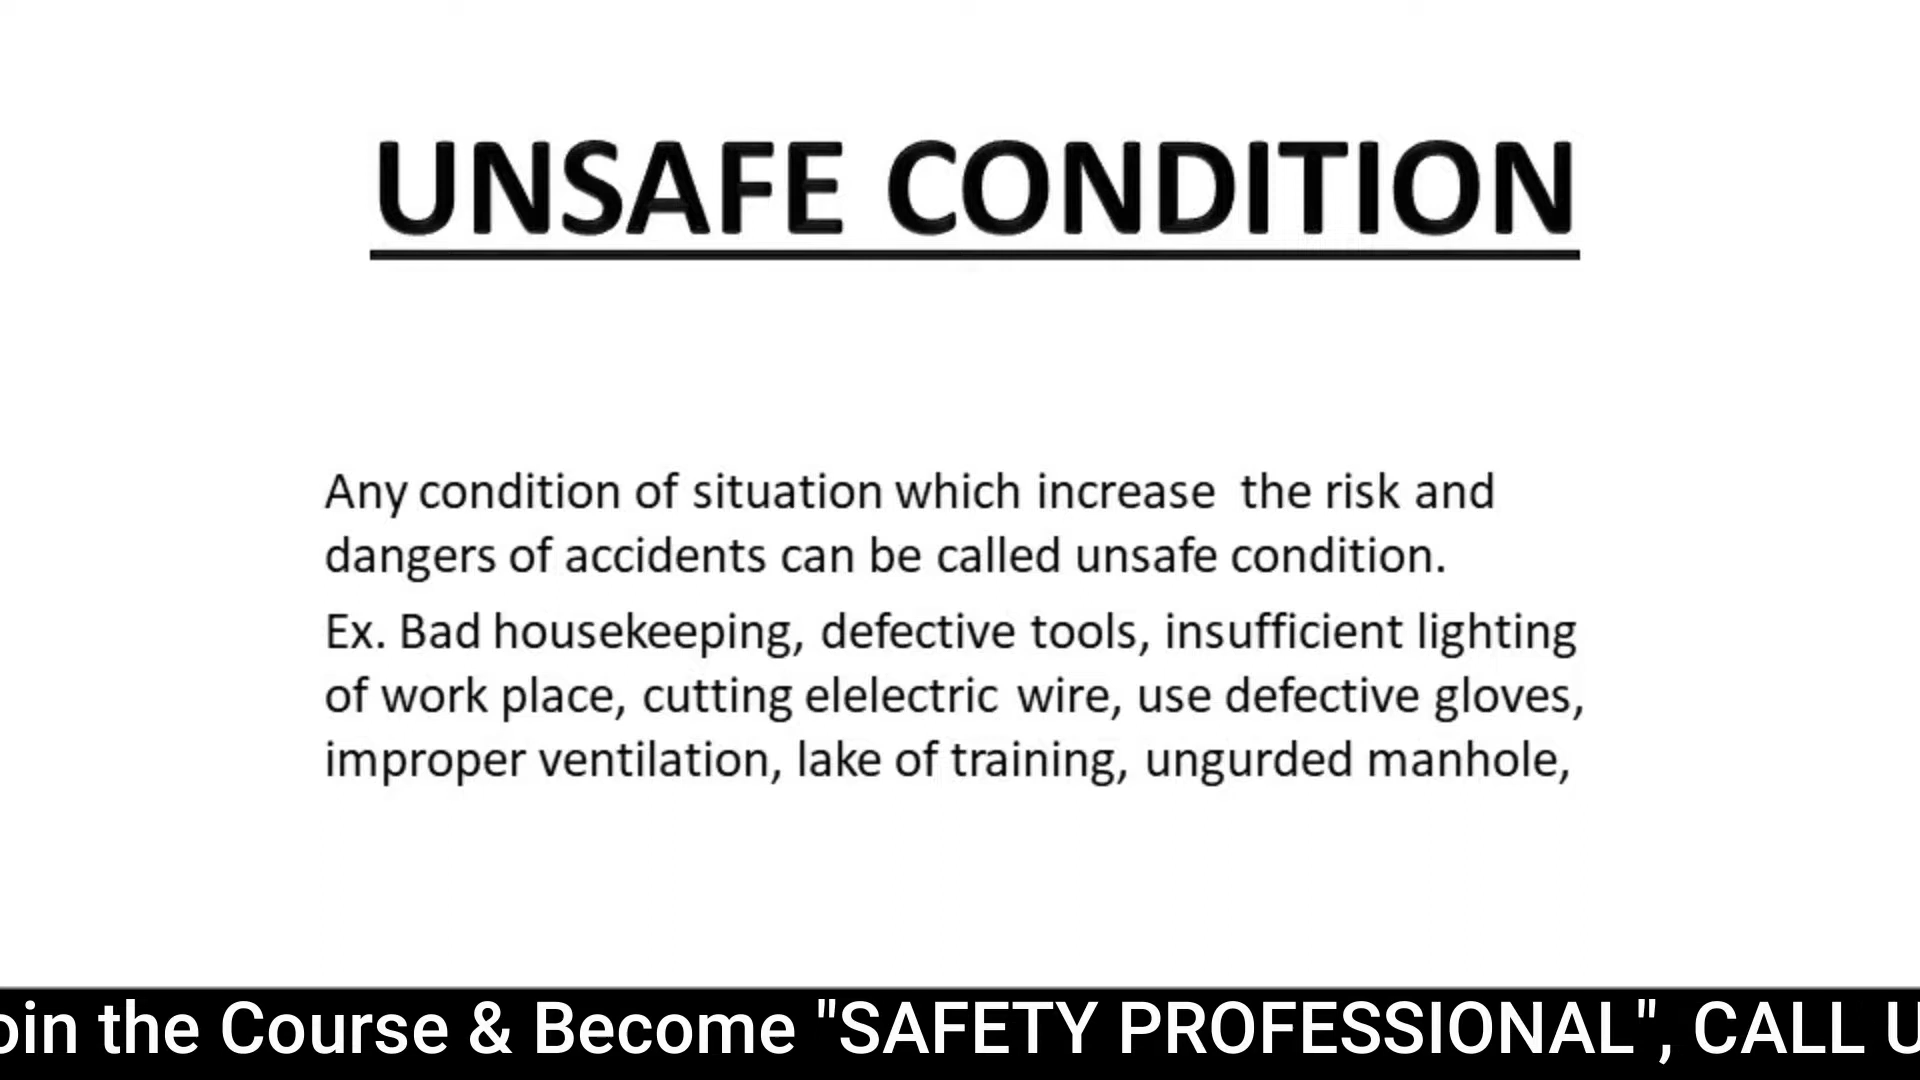 UNSAFE CONDITION
Any condition of situation which increase the risk and
dangers of accidents can be called unsafe condition.
Ex. Bad housekeeping, defective tools, insufficient lighting
of work place, cutting elelectric wire, use defective gloves,
improper ventilation, lake of training, ungurded manhole,
oin the Course & Become "SAFETY PROFESSIONAL", CALL U